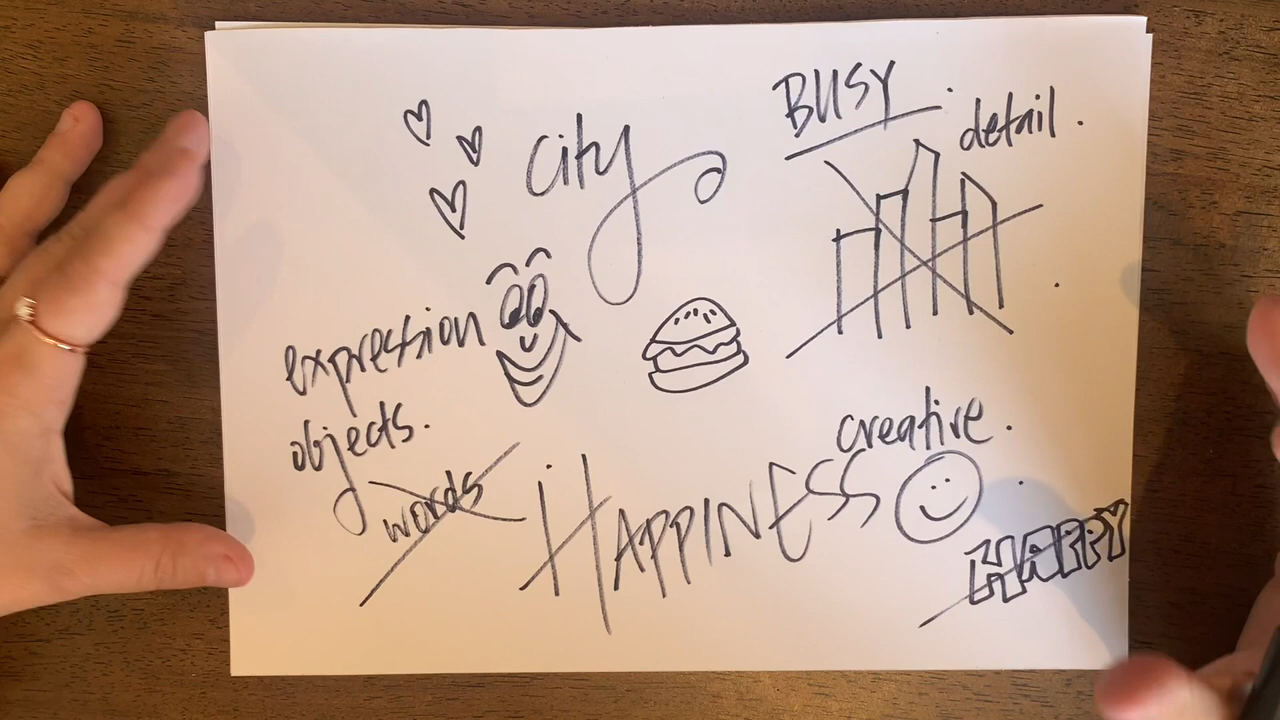 BUSY.
detail.
city
expression
objects.
words
creative.
HAPPINESS
HAPPY